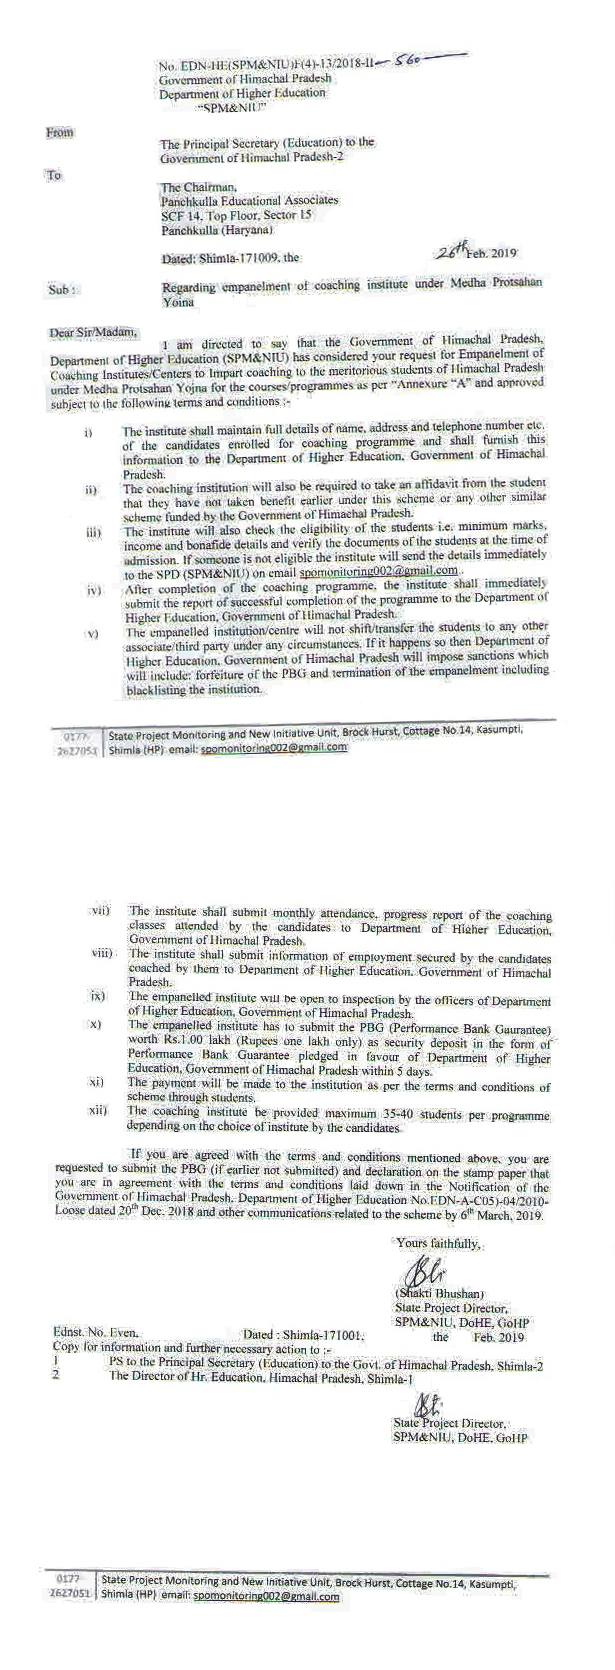 No. EDN-HE(SPM&NIU)F(4)-13/2018-II- 560
Government of Himachal Pradesh
Department of Higher Education
"SPM&NIU"
From
The Principal Secretary (Education) to the
Government of Himachal Pradesh-2
To
The Chairman,
Panchkulla Educational Associates
SCF 14, Top Floor, Sector 15
Panchkulla (Haryana)
Dated: Shimla-171009, the 26th Feb. 2019
Sub : Regarding empanelment of coaching institute under Medha Protsahan
Yojna
Dear Sir/Madam,
I am directed to say that the Government of Himachal Pradesh,
Department of Higher Education (SPM&NIU) has considered your request for Empanelment of
Coaching Institutes/Centers to Impart coaching to the meritorious students of Himachal Pradesh
under Medha Protsahan Yojna for the courses/programmes as per "Annexure "A" and approved
subject to the following terms and conditions :-
i) The institute shall maintain full details of name, address and telephone number etc.
of the candidates enrolled for coaching programme and shall furnish this
information to the Department of Higher Education, Government of Himachal
Pradesh.
ii) The coaching institution will also be required to take an affidavit from the student
that they have not taken benefit earlier under this scheme or any other similar
scheme funded by the Government of Himachal Pradesh.
iii) The institute will also check the eligibility of the students i.e. minimum marks,
income and bonafide details and verify the documents of the students at the time of
admission. If someone is not eligible the institute will send the details immediately
to the SPD (SPM&NIU) on email spomonitoring002@gmail.com.
iv) After completion of the coaching programme, the institute shall immediately
submit the report of successful completion of the programme to the Department of
Higher Education, Government of Himachal Pradesh.
v) The empanelled institution/centre will not shift/transfer the students to any other
associate/third party under any circumstances. If it happens so then Department of
Higher Education, Government of Himachal Pradesh will impose sanctions which
will include: forfeiture of the PBG and termination of the empanelment including
blacklisting the institution.
0177 State Project Monitoring and New Initiative Unit, Brock Hurst, Cottage No.14, Kasumpti,
2627051 Shimla (HP) email: spomonitoring002@gmail.com
vii) The institute shall submit monthly attendance, progress report of the coaching
classes attended by the candidates to Department of Higher Education,
Government of Himachal Pradesh.
viii) The institute shall submit information of employment secured by the candidates
coached by them to Department of Higher Education, Government of Himachal
Pradesh.
ix) The empanelled institute will be open to inspection by the officers of Department
of Higher Education, Government of Himachal Pradesh.
x) The empanelled institute has to submit the PBG (Performance Bank Gaurantee)
worth Rs.1.00 lakh (Rupees one lakh only) as security deposit in the form of
Performance Bank Guarantee pledged in favour of Department of Higher
Education, Government of Himachal Pradesh within 5 days.
xi) The payment will be made to the institution as per the terms and conditions of
scheme through students.
xii) The coaching institute be provided maximum 35-40 students per programme
depending on the choice of institute by the candidates.
If you are agreed with the terms and conditions mentioned above, you are
requested to submit the PBG (if earlier not submitted) and declaration on the stamp paper that
you are in agreement with the terms and conditions laid down in the Notification of the
Government of Himachal Pradesh, Department of Higher Education No.EDN-A-C05)-04/2010-
Loose dated 20th Dec. 2018 and other communications related to the scheme by 6th March, 2019.
Yours faithfully,
(Shakti Bhushan)
State Project Director,
SPM&NIU, DoHE, GoHP
Ednst. No. Even. Dated : Shimla-171001, the Feb. 2019
Copy for information and further necessary action to :-
1 PS to the Principal Secretary (Education) to the Govt. of Himachal Pradesh, Shimla-2
2 The Director of Hr. Education, Himachal Pradesh, Shimla-1
State Project Director,
SPM&NIU, DoHE, GoHP
0177 State Project Monitoring and New Initiative Unit, Brock Hurst, Cottage No.14, Kasumpti,
2627051 Shimla (HP) email: spomonitoring002@gmail.com